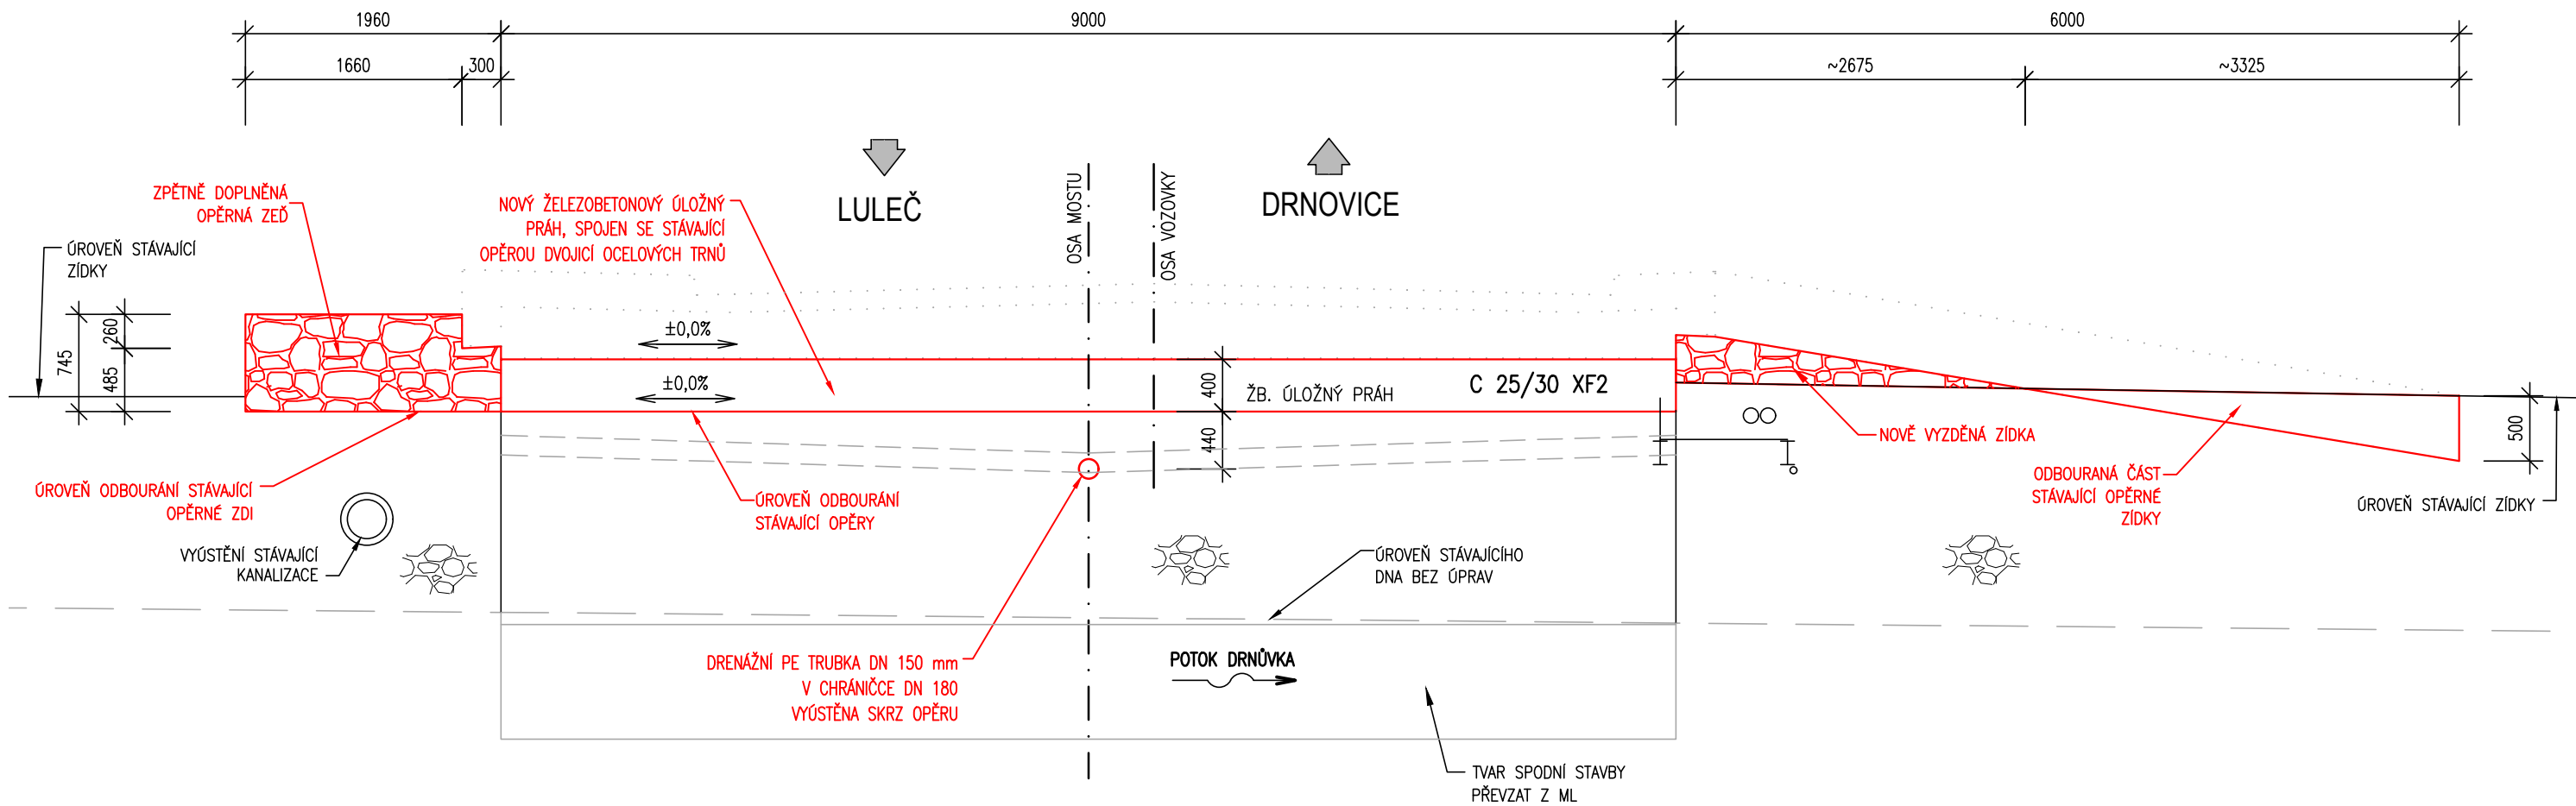 1960
9000
6000
1660
300
~2675
~3325
ZPĚTNĚ DOPLNĚNÁ
OPĚRNÁ ZEĎ
ÚROVEŇ STÁVAJÍCÍ
ZÍDKY
NOVÝ ŽELEZOBETONOVÝ ÚLOŽNÝ
PRÁH, SPOJEN SE STÁVAJÍCÍ
OPĚROU DVOJICÍ OCELOVÝCH TRNŮ
LULEČ
OSA MOSTU
OSA VOZOVKY
DRNOVICE
745
260
485
±0,0%
±0,0%
400
440
ŽB. ÚLOŽNÝ PRÁH
C 25/30 XF2
NOVĚ VYZDĚNÁ ZÍDKA
500
ODBOURANÁ ČÁST
STÁVAJÍCÍ OPĚRNÉ
ZÍDKY
ÚROVEŇ STÁVAJÍCÍ ZÍDKY
ÚROVEŇ ODBOURÁNÍ STÁVAJÍCÍ
OPĚRNÉ ZDI
ÚROVEŇ ODBOURÁNÍ
STÁVAJÍCÍ OPĚRY
VYÚSTĚNÍ STÁVAJÍCÍ
KANALIZACE
ÚROVEŇ STÁVAJÍCÍHO
DNA BEZ ÚPRAV
DRENÁŽNÍ PE TRUBKA DN 150 mm
V CHRÁNIČCE DN 180
VYÚSTĚNA SKRZ OPĚRU
POTOK DRNŮVKA
TVAR SPODNÍ STAVBY
PŘEVZAT Z ML